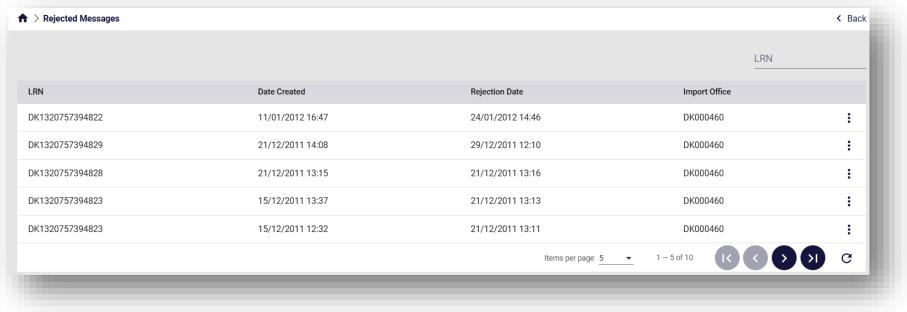 > Rejected Messages < Back
LRN
LRN Date Created Rejection Date Import Office
DK1320757394822 11/01/2012 16:47 24/01/2012 14:46 DK000460
DK1320757394829 21/12/2011 14:08 29/12/2011 12:10 DK000460
DK1320757394828 21/12/2011 13:15 21/12/2011 13:16 DK000460
DK1320757394823 15/12/2011 13:37 21/12/2011 13:13 DK000460
DK1320757394823 15/12/2011 12:32 21/12/2011 13:11 DK000460
Items per page 5 1 – 5 of 10